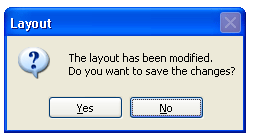 Layout
The layout has been modified.
Do you want to save the changes?
Yes
No